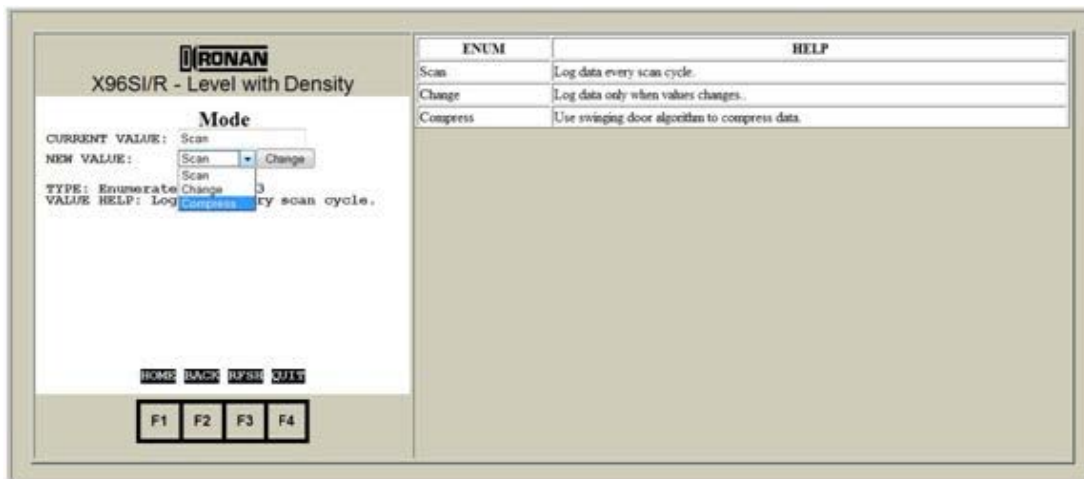 RONAN
X96SI/R - Level with Density
Mode
CURRENT VALUE: Scan
NEW VALUE: Scan Change
Scan
Change
Compress
TYPE: Enumerate 3
VALUE HELP: Log ry scan cycle.
HOME BACK RFSH QUIT
F1 F2 F3 F4
ENUM HELP
Scan Log data every scan cycle.
Change Log data only when values changes..
Compress Use swinging door algorithm to compress data.